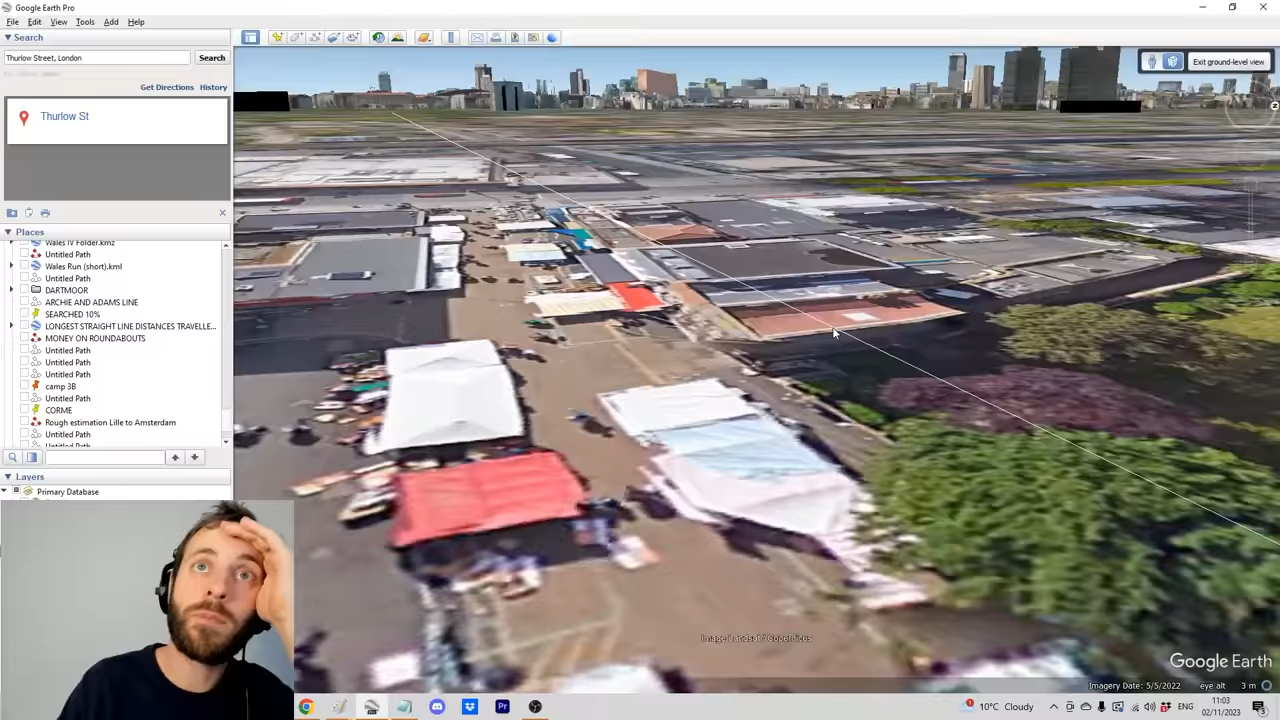 Google Earth Pro
File Edit View Tools Add Help
Search
Thurlow Street, London
Search
Get Directions History
Thurlow St
Exit ground-level view
Places
Wales IV Folder.kmz
Untitled Path
Wales Run (short).kml
Untitled Path
DARTMOOR
ARCHIE AND ADAMS LINE
SEARCHED 10%
LONGEST STRAIGHT LINE DISTANCES TRAVELLE...
MONEY ON ROUNDABOUTS
Untitled Path
Untitled Path
Untitled Path
camp 3B
Untitled Path
CORME
Rough estimation Lille to Amsterdam
Untitled Path
Untitled Path
Layers
Primary Database
Image Landsat / Copernicus
Google Earth
Imagery Date: 5/5/2022 eye alt 3 m
10°C Cloudy
ENG
11:03
02/11/2023